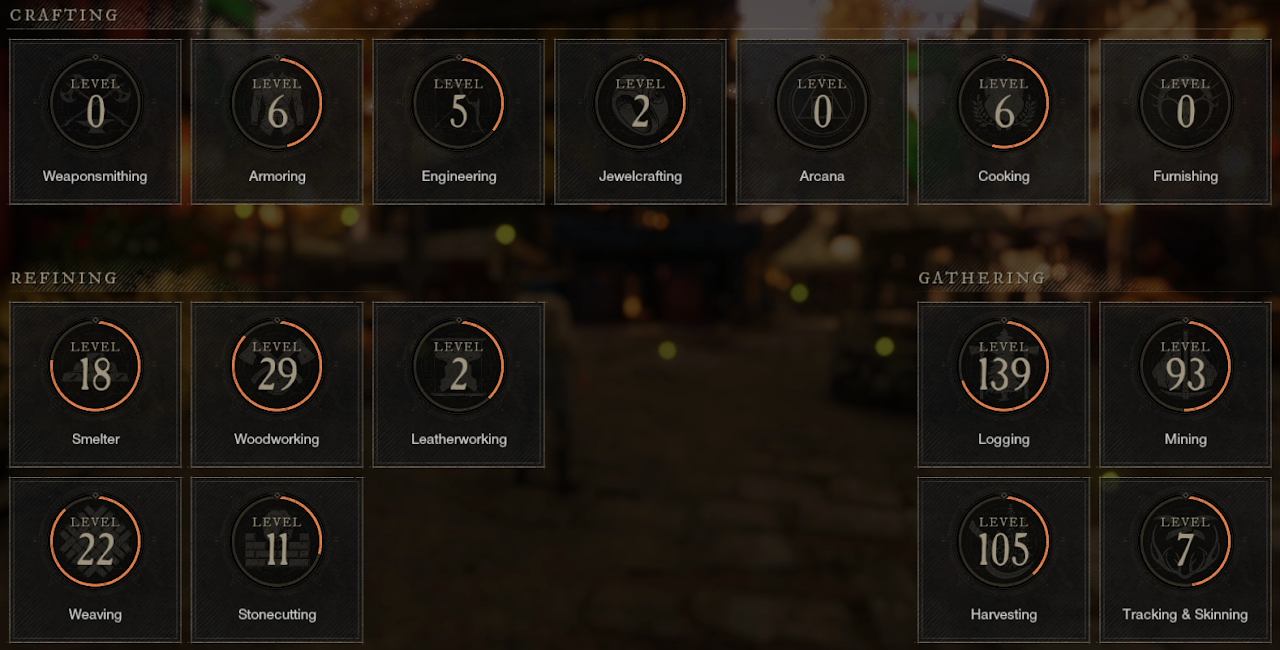 CRAFTING
LEVEL LEVEL LEVEL LEVEL LEVEL LEVEL LEVEL
0 6 5 2 0 6 0
Weaponsmithing Armoring Engineering Jewelcrafting Arcana Cooking Furnishing
REFINING GATHERING
LEVEL LEVEL LEVEL LEVEL LEVEL
18 29 2 139 93
Smelter Woodworking Leatherworking Logging Mining
LEVEL LEVEL LEVEL LEVEL
22 11 105 7
Weaving Stonecutting Harvesting Tracking & Skinning